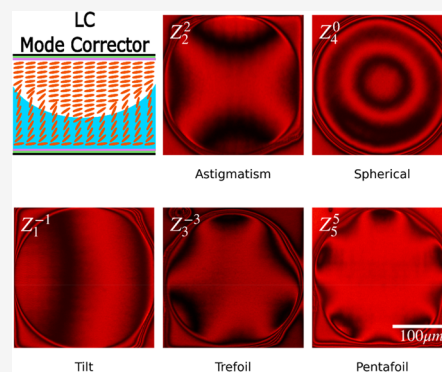 LC
Mode Corrector
Z_2^2
Z_4^0
Astigmatism
Spherical
Z_1^{-1}
Z_3^{-3}
Z_5^5
100μm
Tilt
Trefoil
Pentafoil